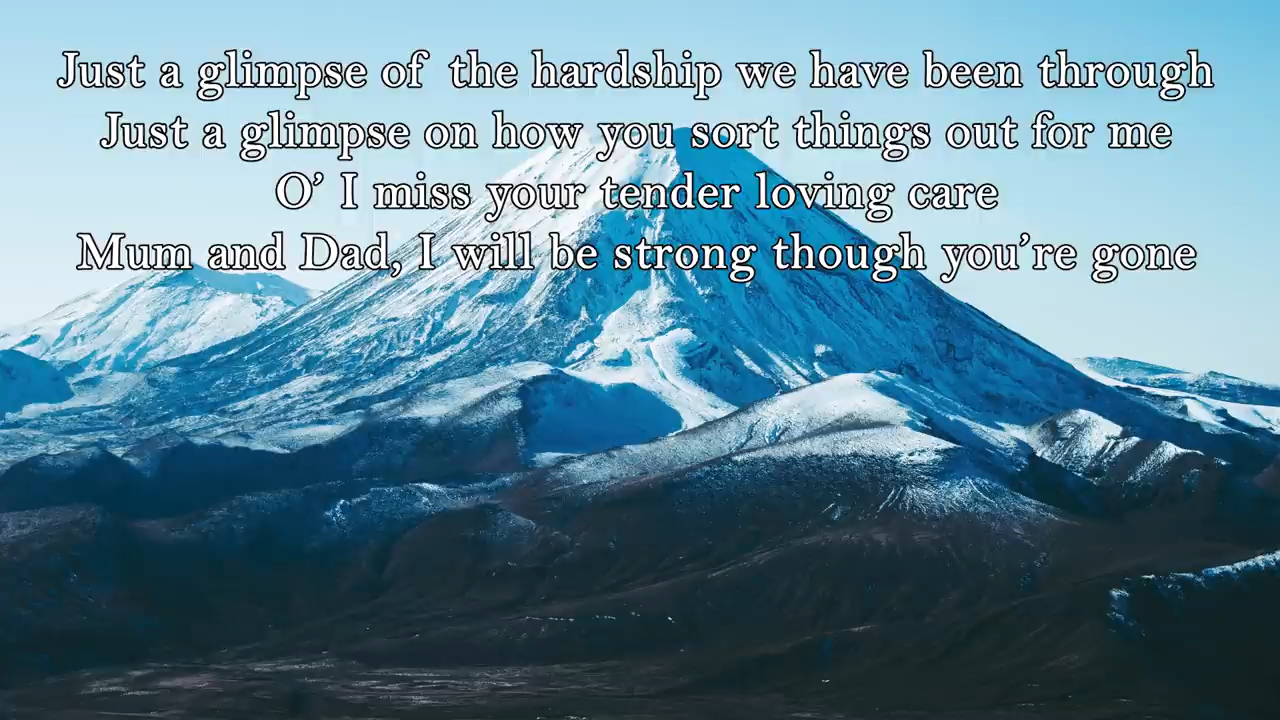 Just a glimpse of the hardship we have been through
Just a glimpse on how you sort things out for me
O’ I miss your tender loving care
Mum and Dad, I will be strong though you’re gone